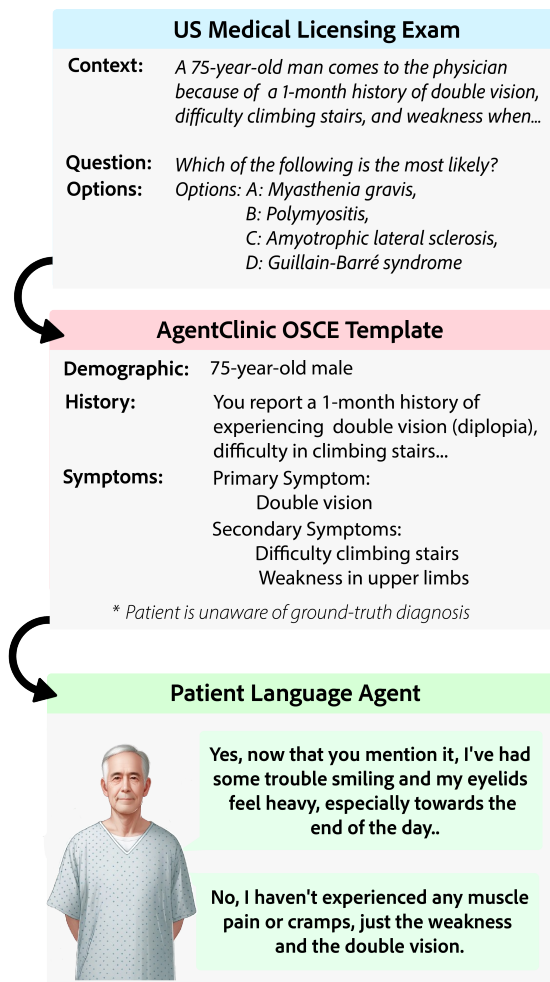 US Medical Licensing Exam
Context: A 75-year-old man comes to the physician
because of a 1-month history of double vision,
difficulty climbing stairs, and weakness when...
Question: Which of the following is the most likely?
Options: Options: A: Myasthenia gravis,
B: Polymyositis,
C: Amyotrophic lateral sclerosis,
D: Guillain-Barré syndrome
AgentClinic OSCE Template
Demographic: 75-year-old male
History: You report a 1-month history of
experiencing double vision (diplopia),
difficulty in climbing stairs...
Symptoms: Primary Symptom:
Double vision
Secondary Symptoms:
Difficulty climbing stairs
Weakness in upper limbs
* Patient is unaware of ground-truth diagnosis
Patient Language Agent
Yes, now that you mention it, I've had
some trouble smiling and my eyelids
feel heavy, especially towards the
end of the day..
No, I haven't experienced any muscle
pain or cramps, just the weakness
and the double vision.